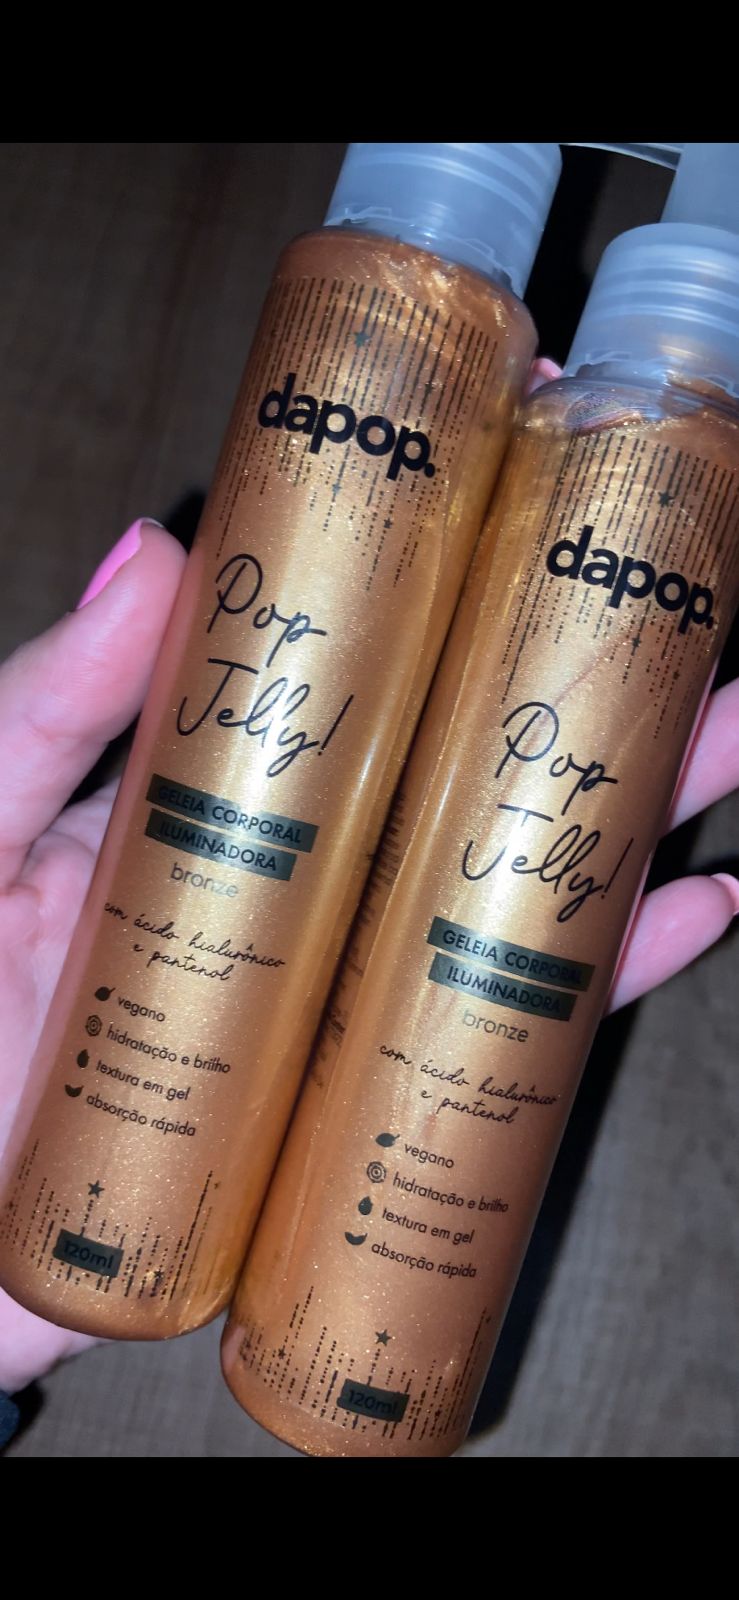 dapop.
Pop
Jelly!
GELEIA CORPORAL
ILUMINADORA
bronze
com ácido hialurônico
e pantenol
vegano
hidratação e brilho
textura em gel
absorção rápida
120ml
dapop.
Pop
Jelly!
GELEIA CORPORAL
ILUMINADORA
bronze
com ácido hialurônico
e pantenol
vegano
hidratação e brilho
textura em gel
absorção rápida
120ml